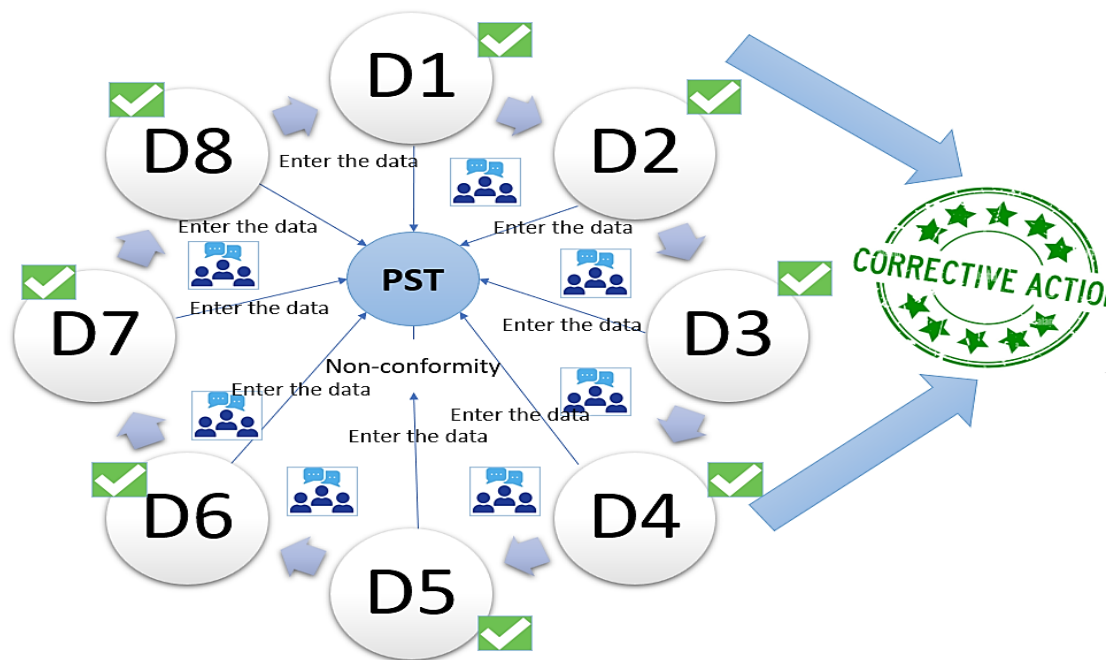 D1
D8
D2
Enter the data
Enter the data
Enter the data
PST
CORRECTIVE ACTIO
Enter the data
Enter the data
D7
D3
Non-conformity
Enter the data
Enter the data
Enter the data
D6
D4
D5